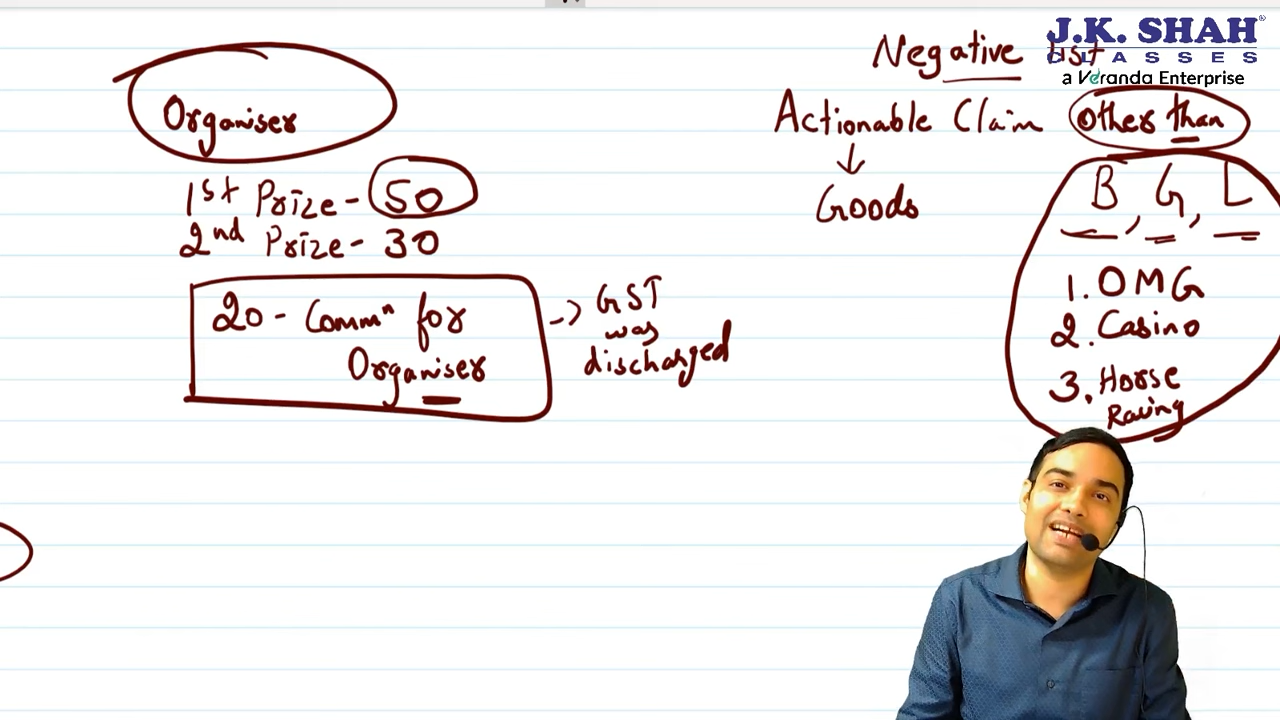 Organiser
1st Prize - 50
2nd Prize - 30
20 - Commn for
Organiser
-> GST
was
discharged
Negative list
Actionable Claim other than
↓
Goods
B, G, L
1. OMG
2. Casino
3. Horse
Racing
J.K. SHAH®
CLASSES
a Veranda Enterprise